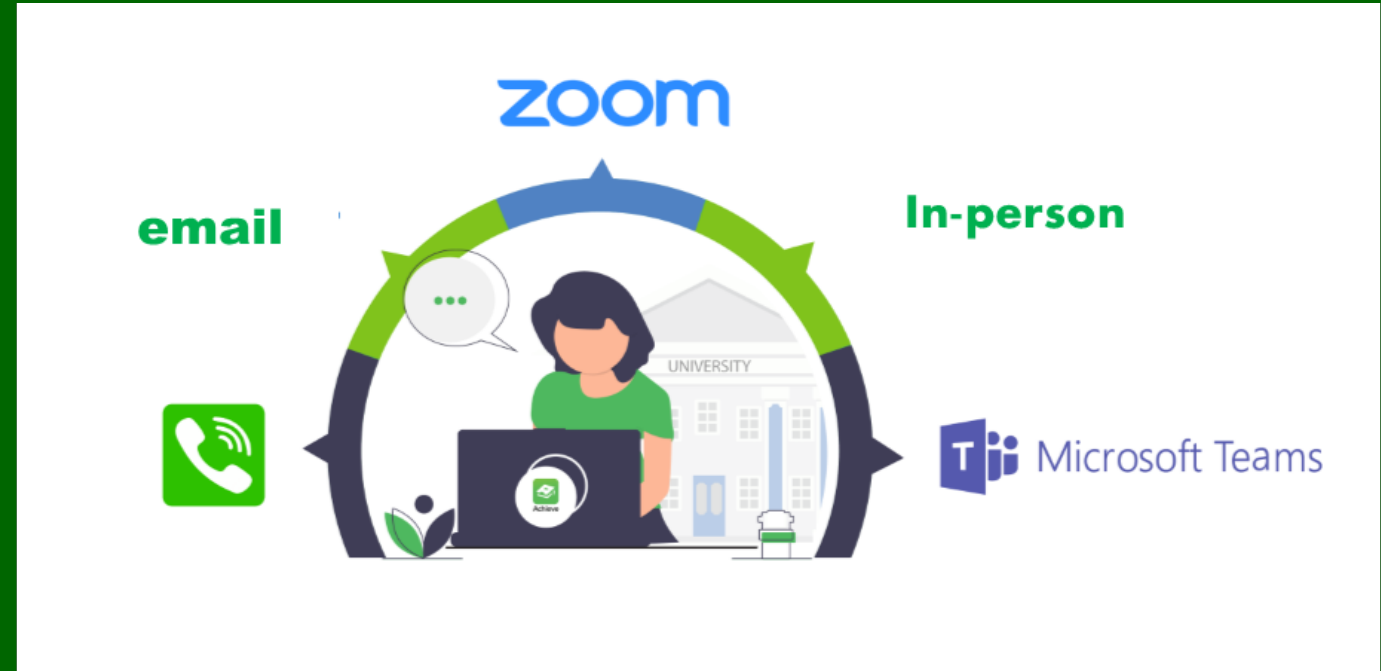 zoom
email
In-person
UNIVERSITY
T
Microsoft Teams
Achieve